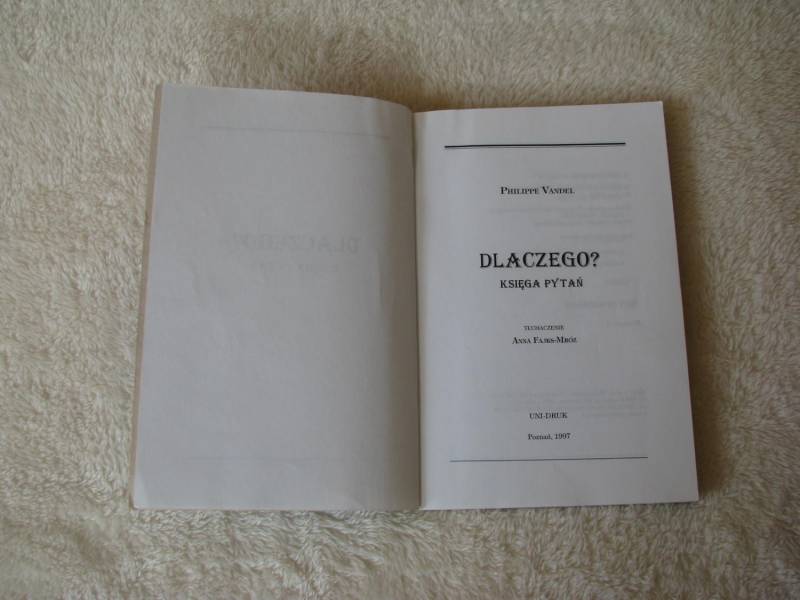 PHILIPPE VANDEL
DLACZEGO?
KSIĘGA PYTAŃ
TŁUMACZENIE
ANNA FAJKS-MRÓZ
UNI-DRUK
Poznań, 1997